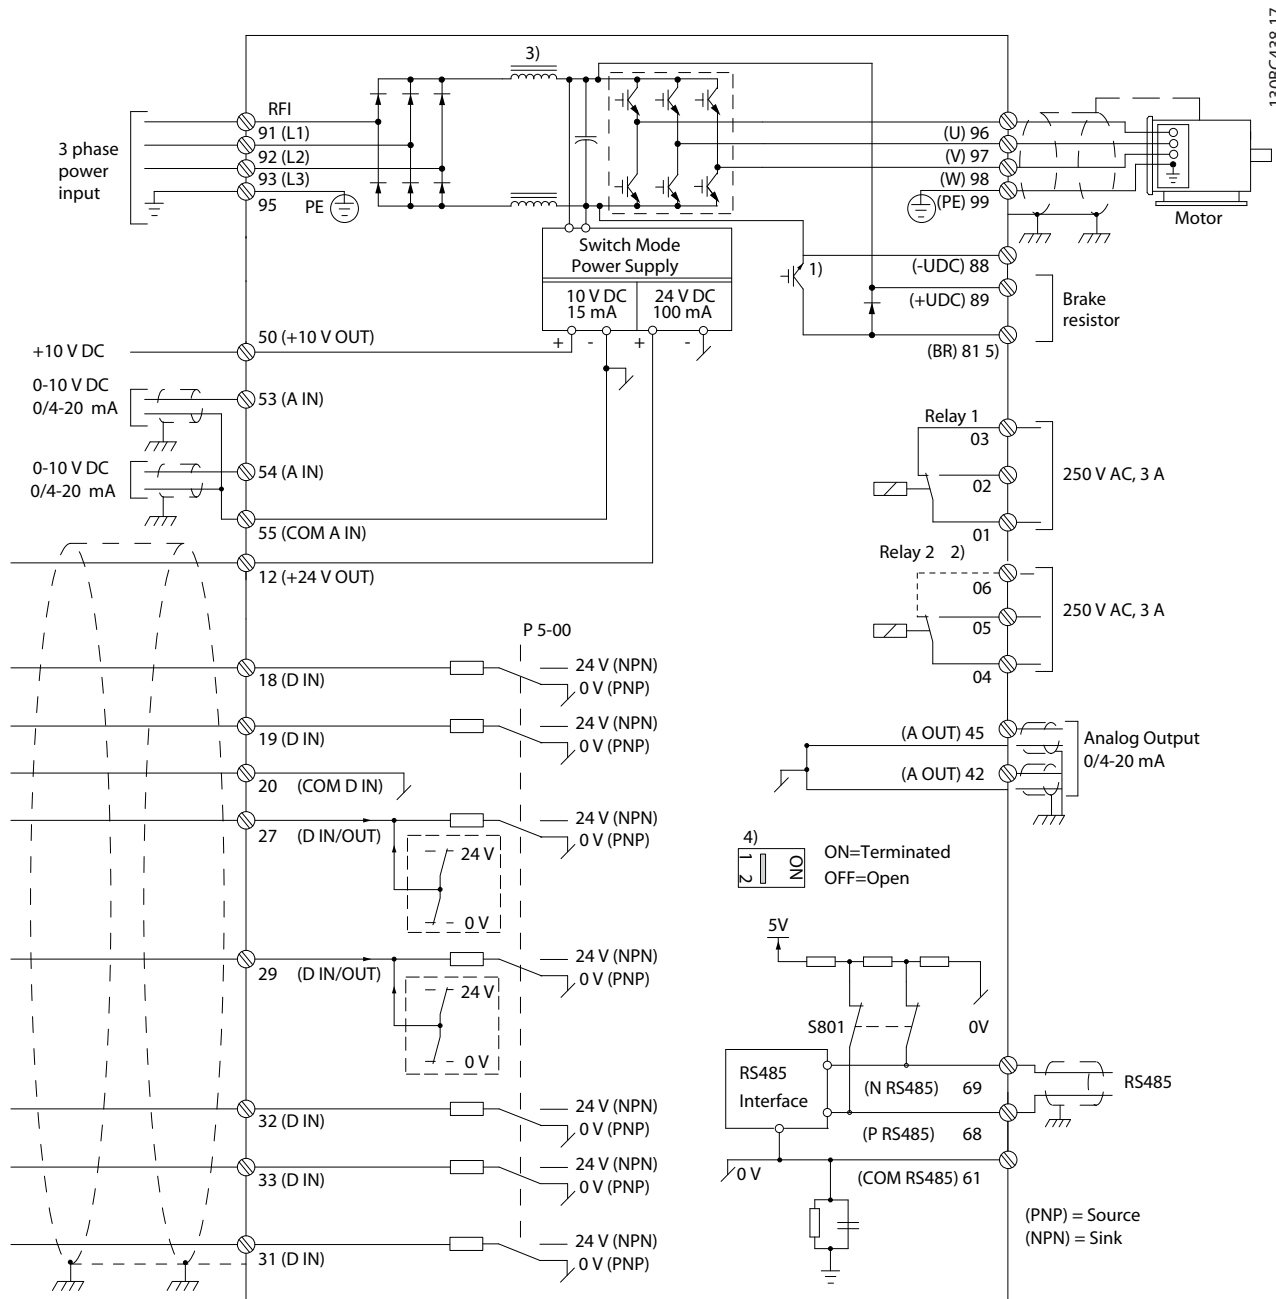 130BC438.17
3)
RFI
3 phase
power
input
91 (L1)
92 (L2)
93 (L3)
95
PE
(U) 96
(V) 97
(W) 98
(PE) 99
Motor
Switch Mode
Power Supply
10 V DC
15 mA
24 V DC
100 mA
+
-
+
-
1)
(-UDC) 88
(+UDC) 89
(BR) 81 5)
Brake
resistor
+10 V DC
50 (+10 V OUT)
0-10 V DC
0/4-20 mA
53 (A IN)
0-10 V DC
0/4-20 mA
54 (A IN)
55 (COM A IN)
12 (+24 V OUT)
Relay 1
03
02
01
250 V AC, 3 A
Relay 2 2)
06
05
04
250 V AC, 3 A
P 5-00
18 (D IN)
24 V (NPN)
0 V (PNP)
19 (D IN)
24 V (NPN)
0 V (PNP)
20 (COM D IN)
27 (D IN/OUT)
24 V (NPN)
0 V (PNP)
24 V
0 V
29 (D IN/OUT)
24 V (NPN)
0 V (PNP)
24 V
0 V
32 (D IN)
24 V (NPN)
0 V (PNP)
33 (D IN)
24 V (NPN)
0 V (PNP)
31 (D IN)
24 V (NPN)
0 V (PNP)
(A OUT) 45
(A OUT) 42
Analog Output
0/4-20 mA
4)
1 2
ON
ON=Terminated
OFF=Open
5V
S801
0V
RS485
Interface
(N RS485) 69
(P RS485) 68
RS485
0 V
(COM RS485) 61
(PNP) = Source
(NPN) = Sink